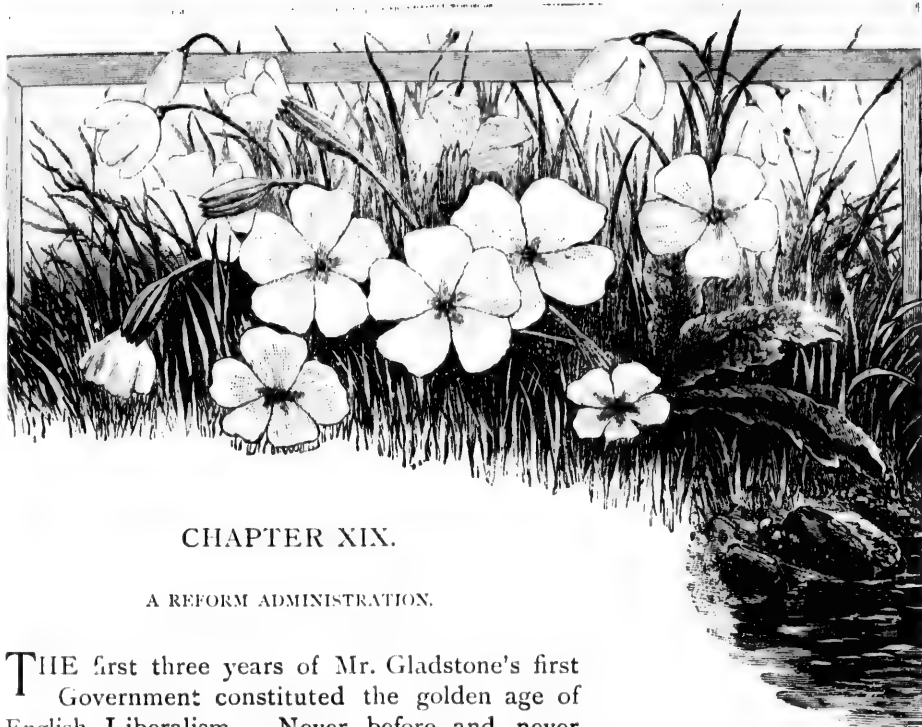 CHAPTER XIX.
A REFORM ADMINISTRATION.
THE first three years of Mr. Gladstone's first
Government constituted the golden age of
English Liberalism. Never before and never